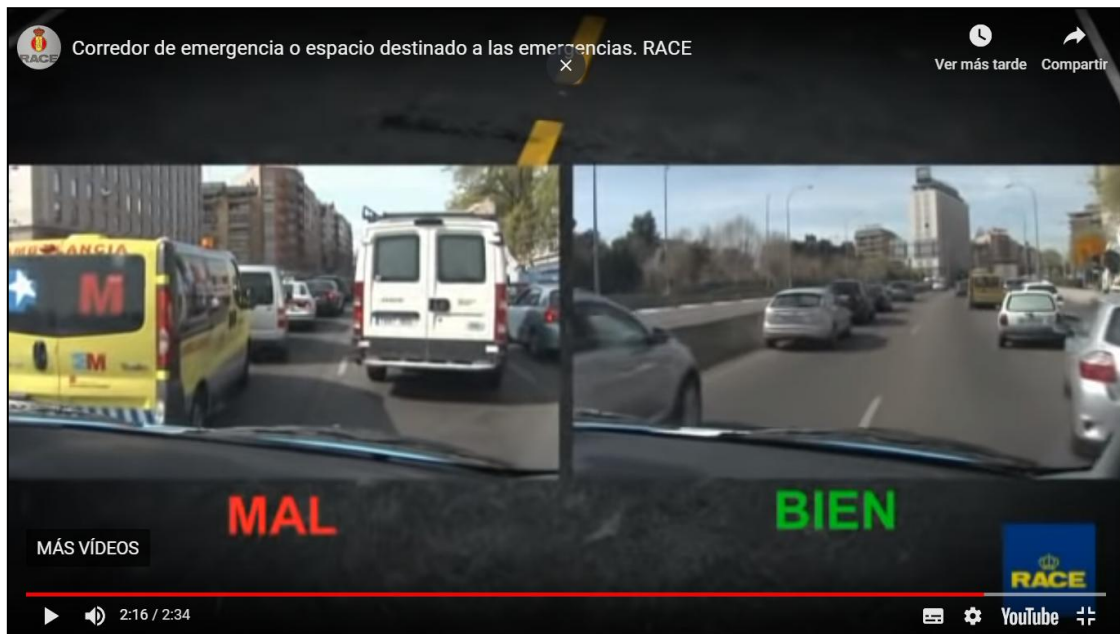 RACE
Corredor de emergencia o espacio destinado a las emergencias. RACE
Ver más tarde
Compartir
AMBULANCIA
M
M
MAL
BIEN
MÁS VÍDEOS
RACE
2:16 / 2:34
YouTube